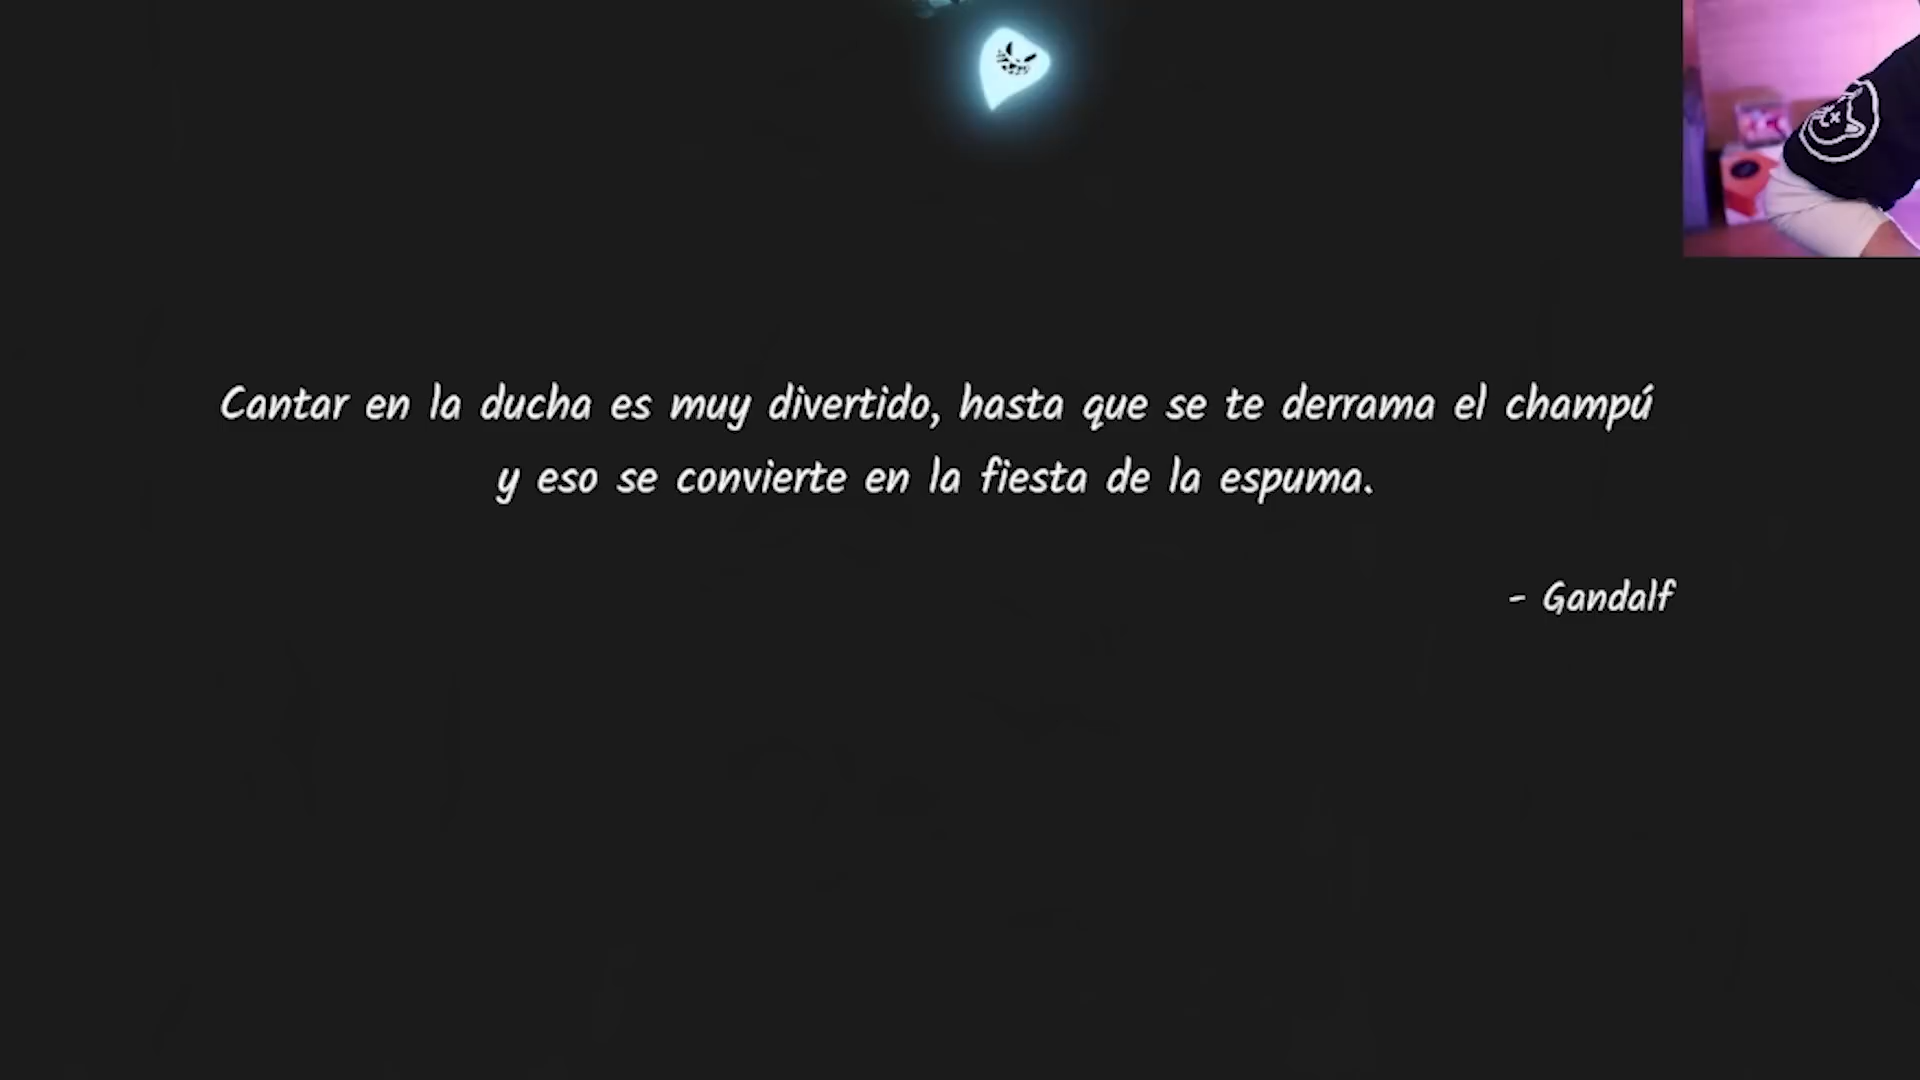 Cantar en la ducha es muy divertido, hasta que se te derrama el champú
y eso se convierte en la fiesta de la espuma.
- Gandalf